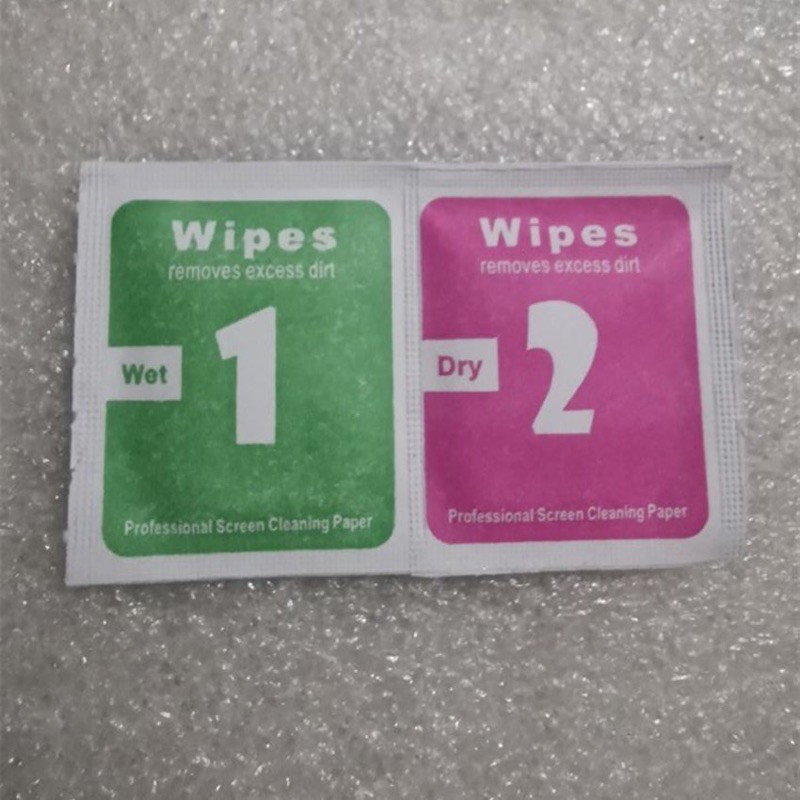 Wipes
removes excess dirt
Wet
1
Professional Screen Cleaning Paper
Wipes
removes excess dirt
Dry
2
Professional Screen Cleaning Paper